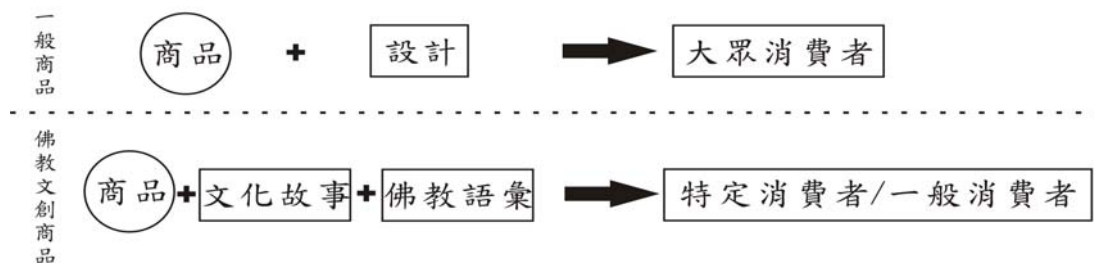 一般商品
商品 + 設計 大眾消費者
佛教文創商品
商品+文化故事+佛教語彙 特定消費者/一般消費者